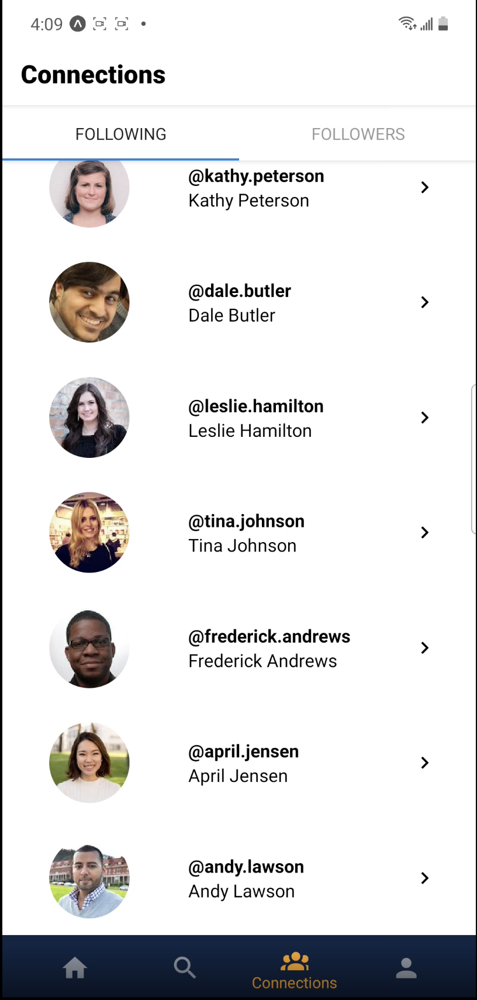 4:09
Connections
FOLLOWING
FOLLOWERS
@kathy.peterson
Kathy Peterson
@dale.butler
Dale Butler
@leslie.hamilton
Leslie Hamilton
@tina.johnson
Tina Johnson
@frederick.andrews
Frederick Andrews
@april.jensen
April Jensen
@andy.lawson
Andy Lawson
Connections